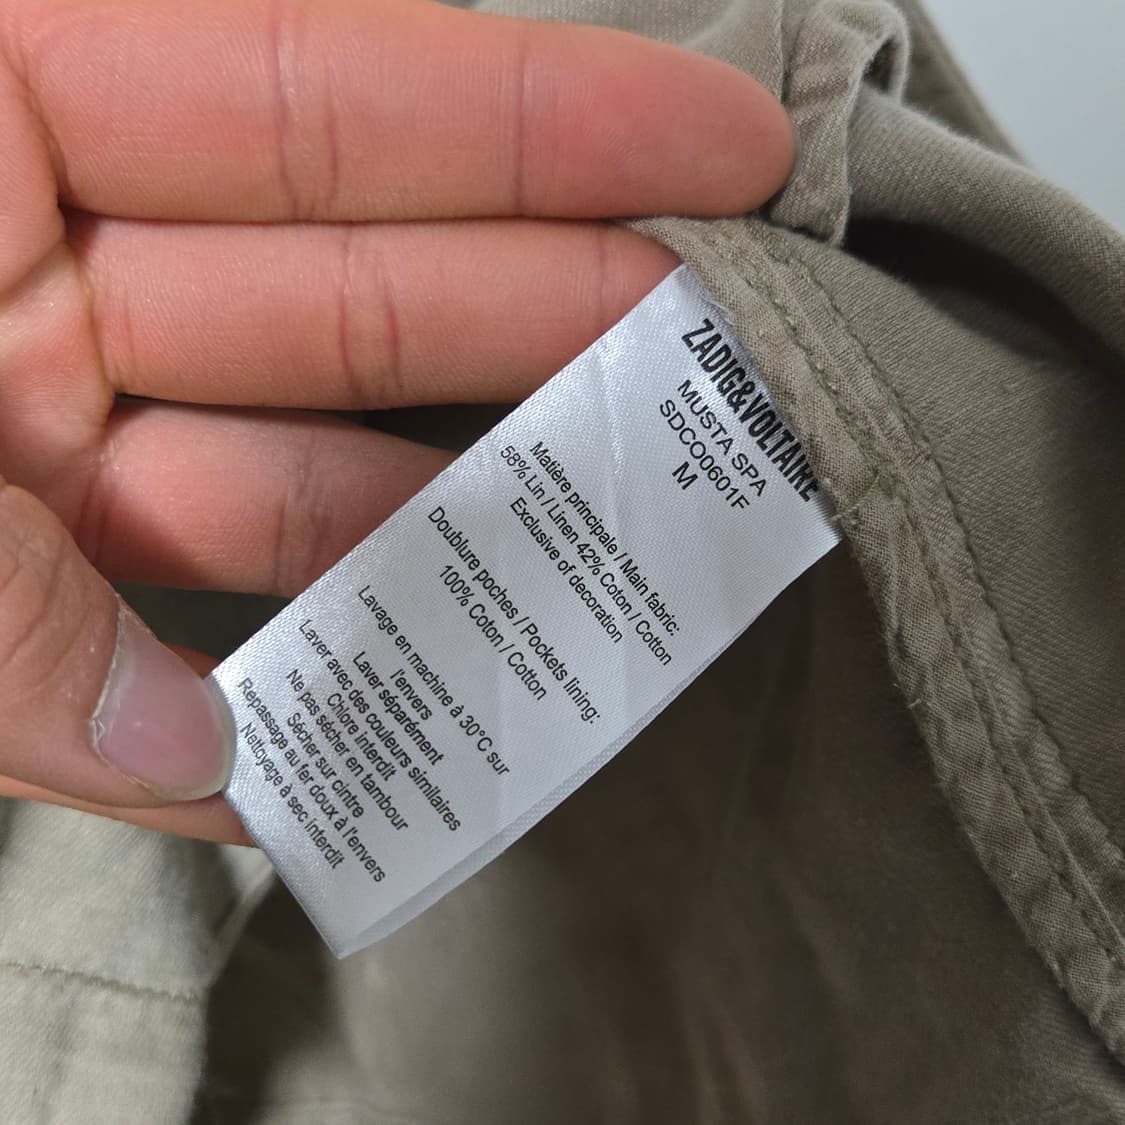 ZADIG&VOLTAIRE
MUSTA SPA
SDCO0601F
M
Matière principale / Main fabric:
58% Lin / Linen 42% Coton / Cotton
Exclusive of decoration
Doublure poches / Pockets lining:
100% Coton / Cotton
Lavage en machine à 30°C sur
l'envers
Laver séparément
Laver avec des couleurs similaires
Chlore interdit
Ne pas sécher en tambour
Sécher sur cintre
Repassage au fer doux à l'envers
Nettoyage à sec interdit